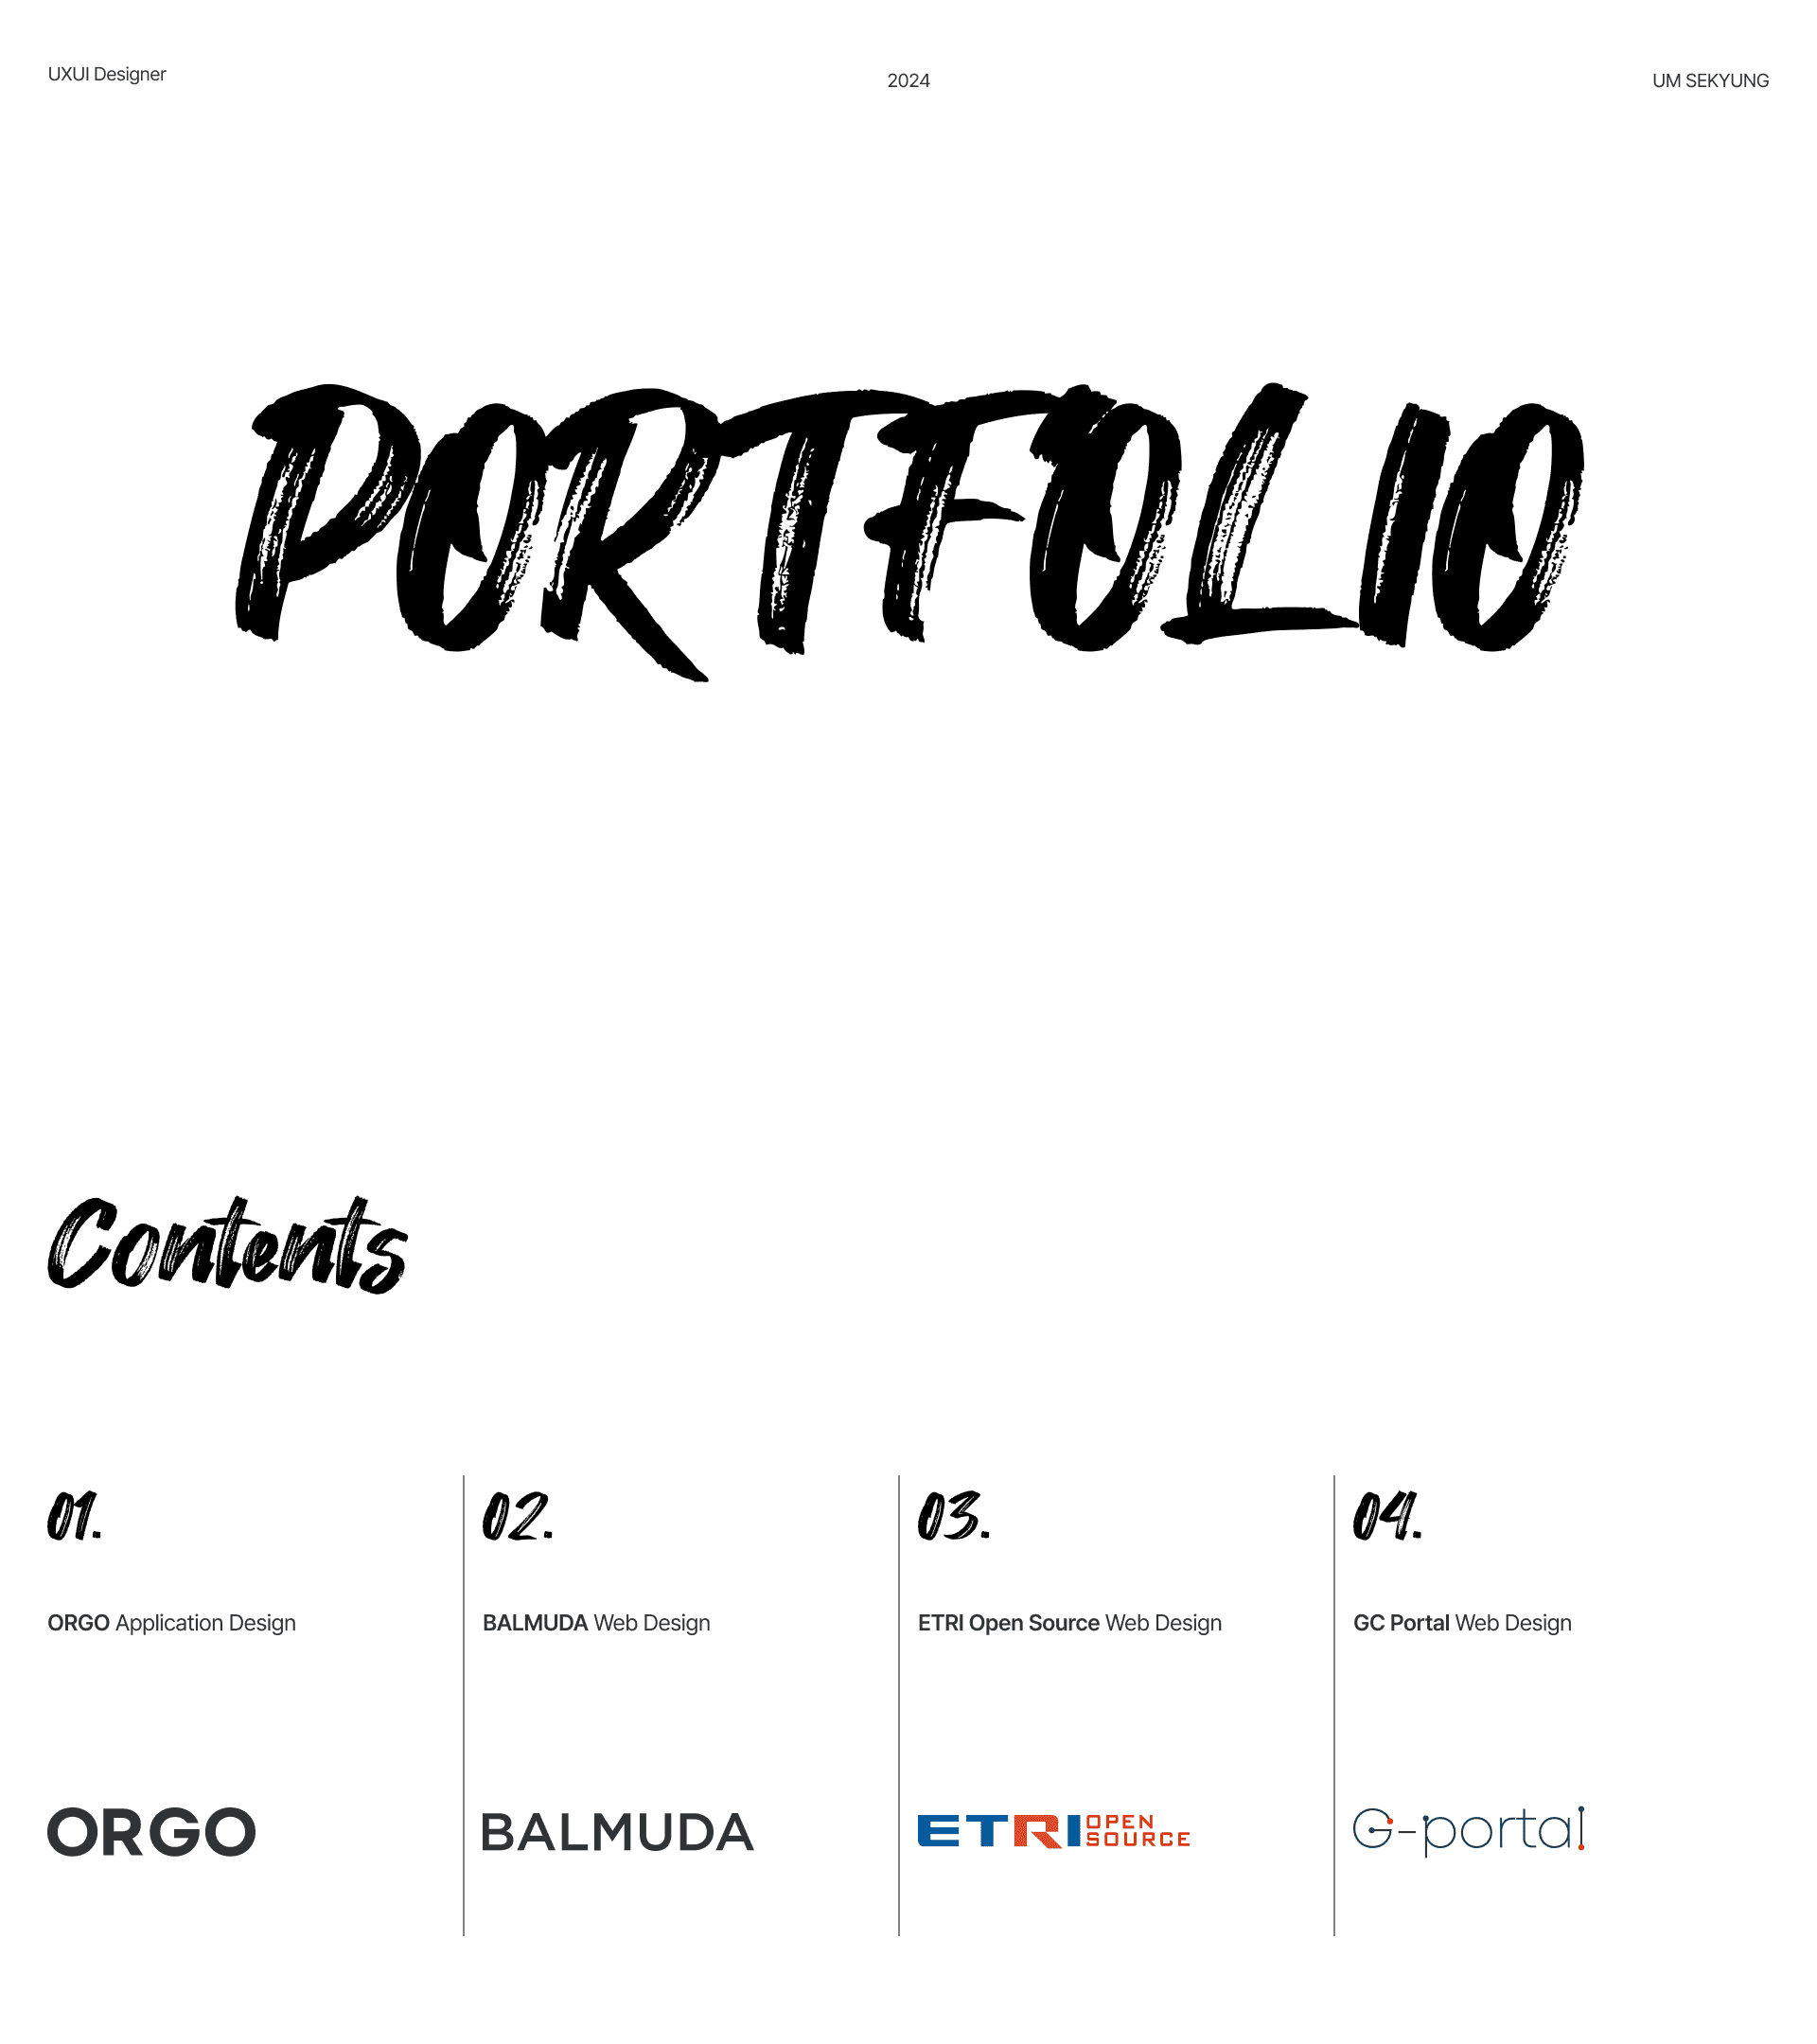 UXUI Designer
2024
UM SEKYUNG
PORTFOLIO
Contents
01.
ORGO Application Design
ORGO
02.
BALMUDA Web Design
BALMUDA
03.
ETRI Open Source Web Design
ETRI OPEN
SOURCE
04.
GC Portal Web Design
G-portal